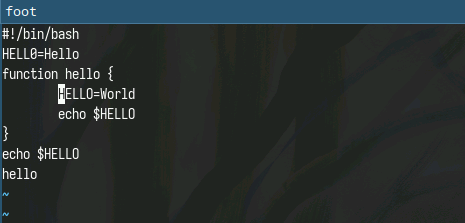 foot
#!/bin/bash
HELLO=Hello
function hello {
        HELLO=World
        echo $HELLO
}
echo $HELLO
hello
~
~